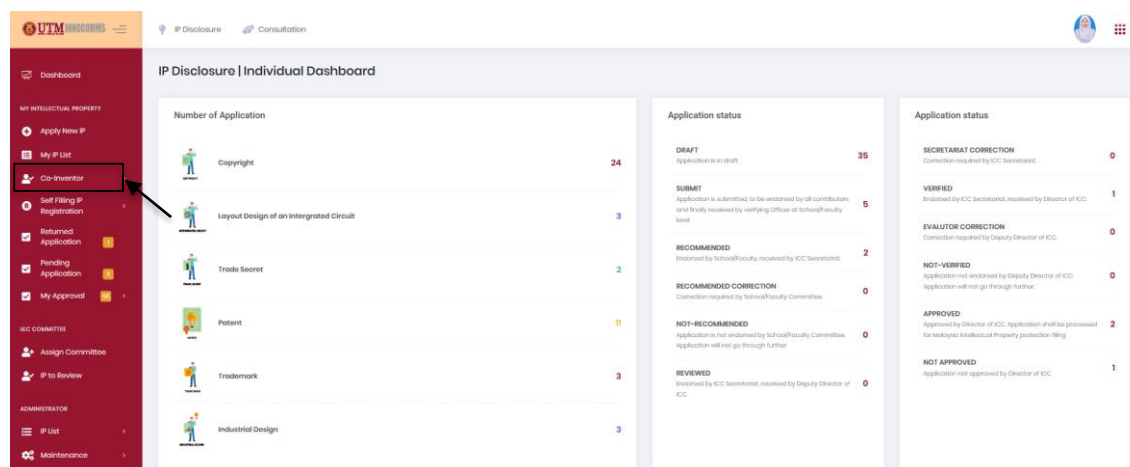 UTM INNOCOMMS
IP Disclosure
Consultation
Dashboard
MY INTELLECTUAL PROPERTY
Apply New IP
My IP List
Co-Inventor
Self Filling IP
Registration
Returned
Application
Pending
Application
My Approval
IEC COMMITTEE
Assign Committee
IP to Review
ADMINISTRATOR
IP List
Maintenance
IP Disclosure | Individual Dashboard
Number of Application
Copyright 24
Layout Design of an Intergrated Circuit 3
Trade Secret 2
Patent 11
Trademark 3
Industrial Design 3
Application status
DRAFT 35
Application is in draft.
SUBMIT 5
Application is submitted, to be endorsed by all contributors
and finally received by verifying Officer at School/Faculty
level
RECOMMENDED 2
Endorsed by School/Faculty, received by ICC Secretariat.
RECOMMENDED CORRECTION 0
Correction required by School/Faculty Committee.
NOT-RECOMMENDED 0
Application is not endorsed by School/Faculty Committee.
Application will not go through further.
REVIEWED 0
Endorsed by ICC Secretariat, received by Deputy Director of
ICC.
Application status
SECRETARIAT CORRECTION 0
Correction required by ICC Secretariat.
VERIFIED 1
Endorsed by ICC Secretariat, received by Director of ICC.
EVALUTOR CORRECTION 0
Correction required by Deputy Director of ICC.
NOT-VERIFIED 0
Application not endorsed by Deputy Director of ICC.
Application will not go through further.
APPROVED 2
Approved by Director of ICC. Application shall be processed
for Malaysia Intellectual Property protection filing
NOT APPROVED 1
Application not approved by Director of ICC